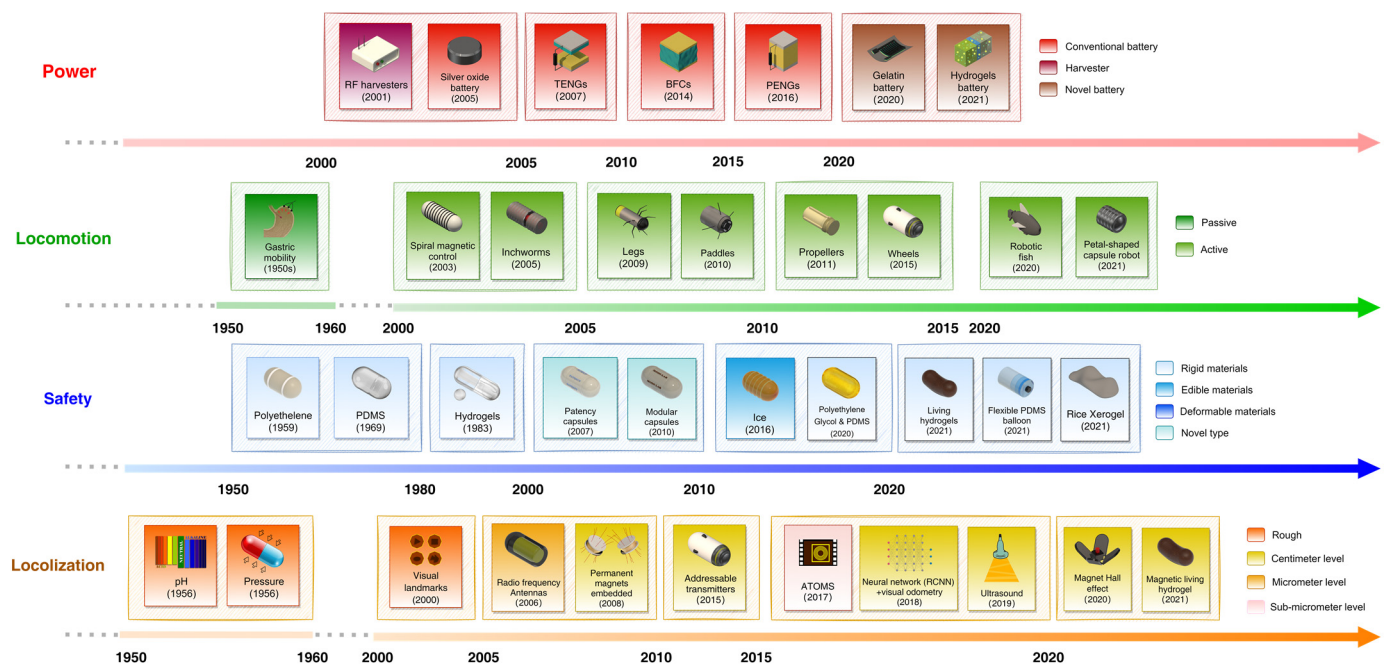 Power
RF harvesters
(2001)
Silver oxide
battery
(2005)
TENGs
(2007)
BFCs
(2014)
PENGs
(2016)
Gelatin
battery
(2020)
Hydrogels
battery
(2021)
Conventional battery
Harvester
Novel battery
2000
2005
2010
2015
2020
Locomotion
Gastric
mobility
(1950s)
Spiral magnetic
control
(2003)
Inchworms
(2005)
Legs
(2009)
Paddles
(2010)
Propellers
(2011)
Wheels
(2015)
Robotic
fish
(2020)
Petal-shaped
capsule robot
(2021)
Passive
Active
1950
1960
2000
2005
2010
2015
2020
Safety
Polyethelene
(1959)
PDMS
(1969)
Hydrogels
(1983)
Patency
capsules
(2007)
Modular
capsules
(2010)
Ice
(2016)
Polyethylene
Glycol & PDMS
(2020)
Living
hydrogels
(2021)
Flexible PDMS
balloon
(2021)
Rice Xerogel
(2021)
Rigid materials
Edible materials
Deformable materials
Novel type
1950
1980
2000
2010
2020
Locolization
pH
(1956)
Pressure
(1956)
Visual
landmarks
(2000)
Radio frequency
Antennas
(2006)
Permanent
magnets
embedded
(2008)
Addressable
transmitters
(2015)
ATOMS
(2017)
Neural network (RCNN)
+visual odometry
(2018)
Ultrasound
(2019)
Magnet Hall
effect
(2020)
Magnetic living
hydrogel
(2021)
Rough
Centimeter level
Micrometer level
Sub-micrometer level
1950
1960
2000
2005
2010
2015
2020